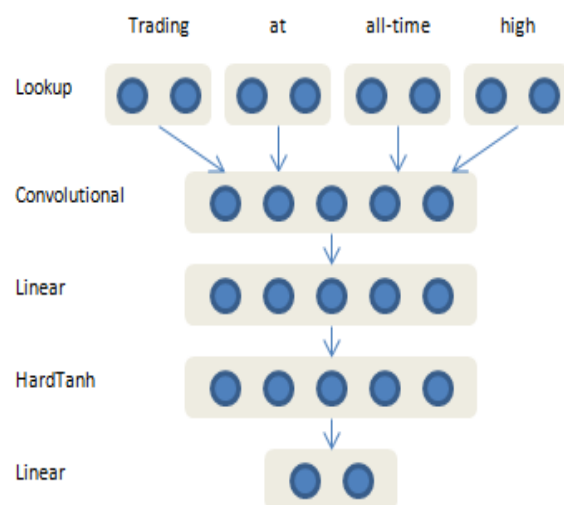 Trading at all-time high
Lookup
Convolutional
Linear
HardTanh
Linear